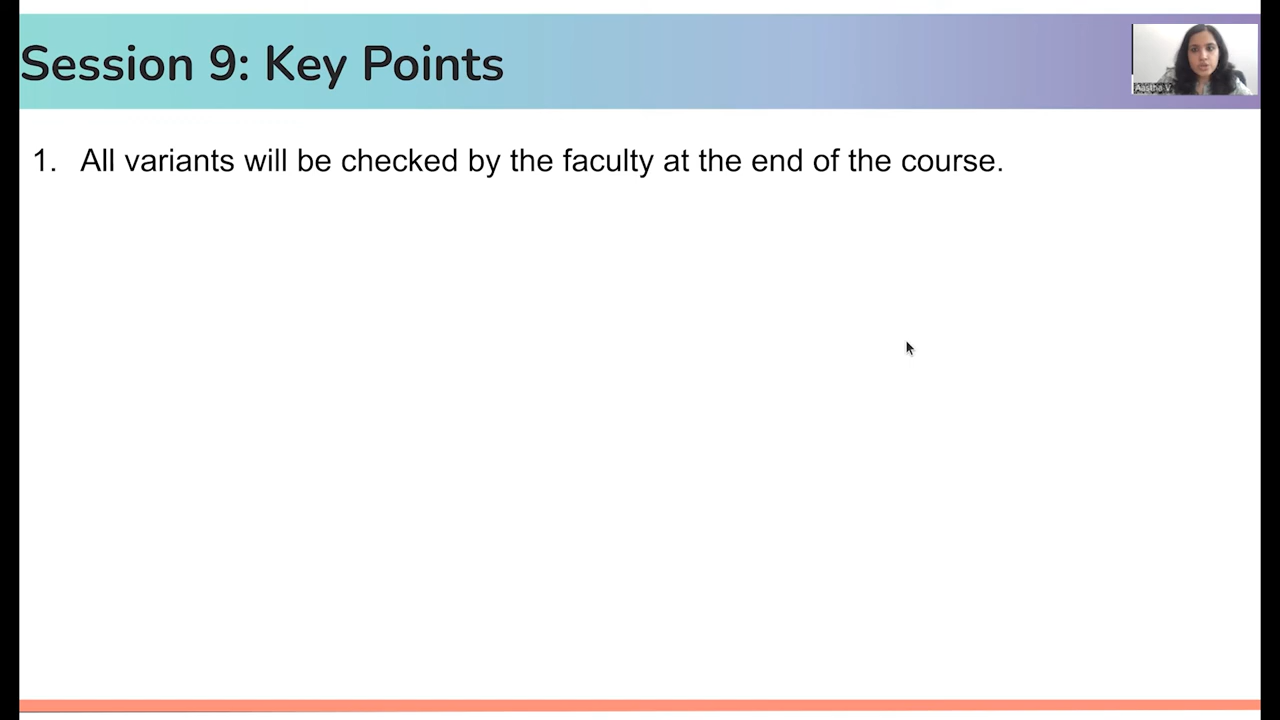 Session 9: Key Points
Aastha V
1. All variants will be checked by the faculty at the end of the course.